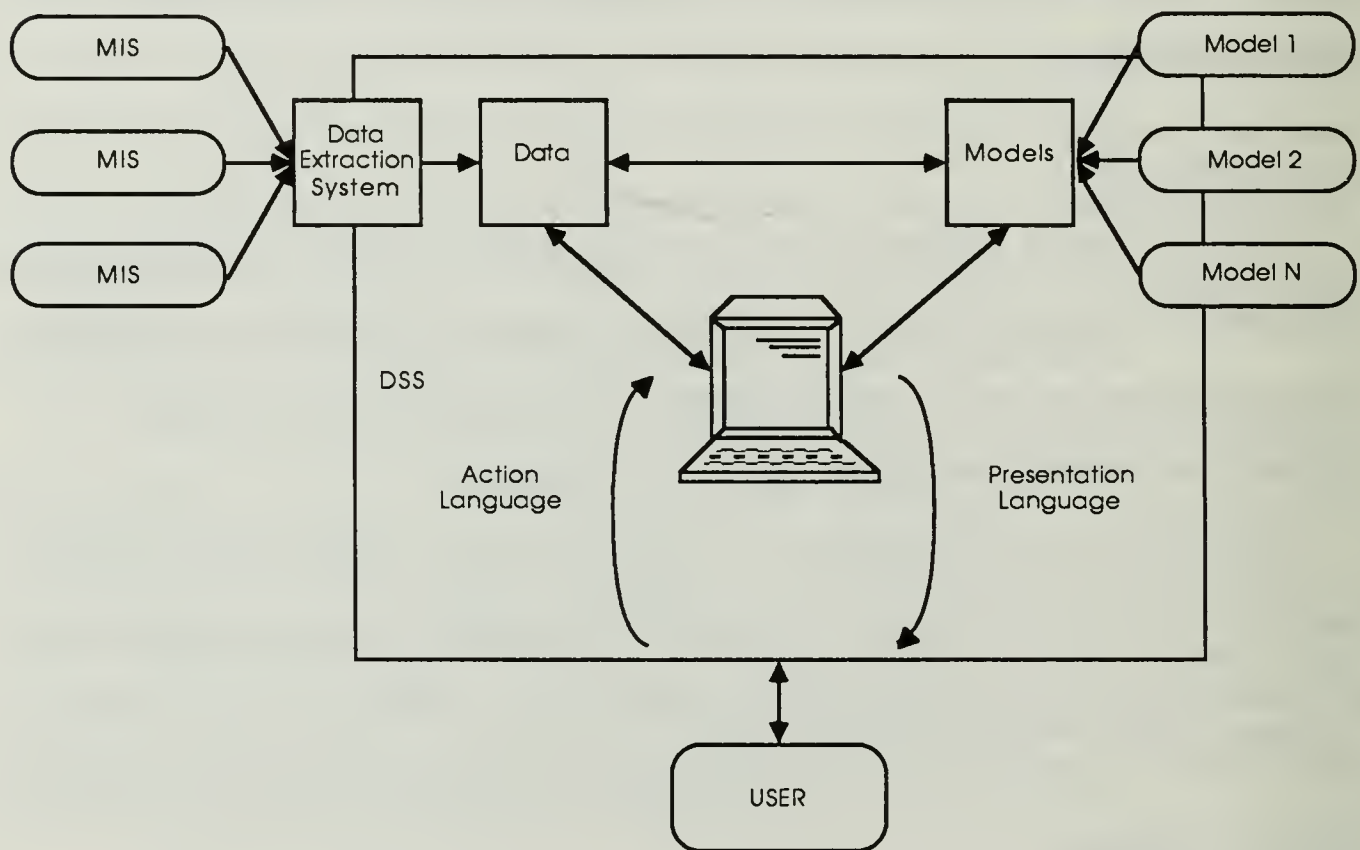 MIS
Model 1
Data
Extraction
System
Data
Models
MIS
Model 2
MIS
Model N
DSS
Action
Language
Presentation
Language
USER